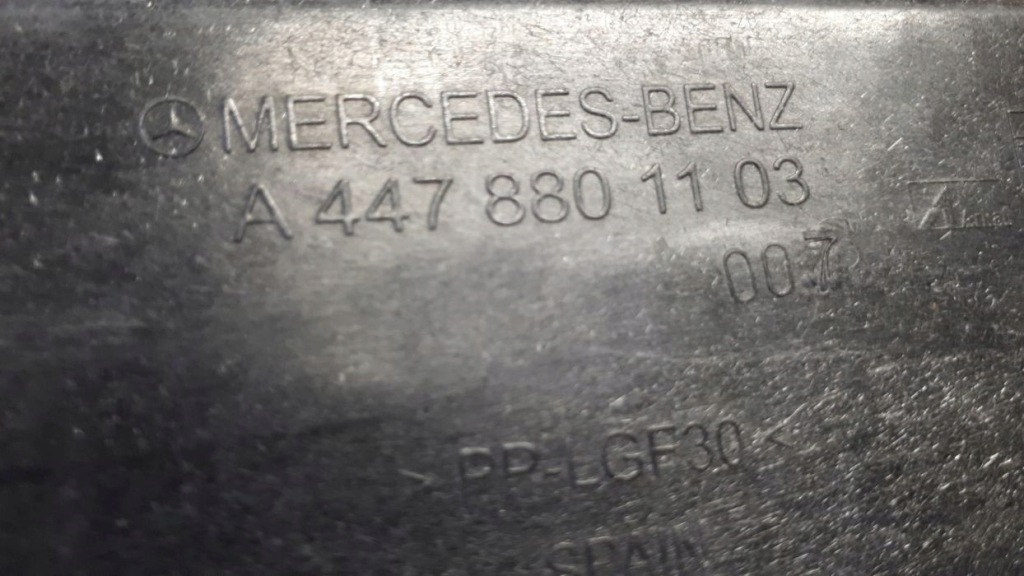 MERCEDES-BENZ
A 447 880 11 03
007
>PP-LGF30<
SPAIN